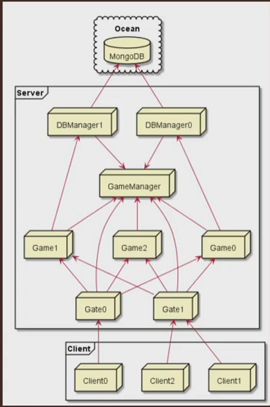 Ocean
MongoDB
Server
DBManager1
DBManager0
GameManager
Game1
Game2
Game0
Gate0
Gate1
Client
Client0
Client2
Client1